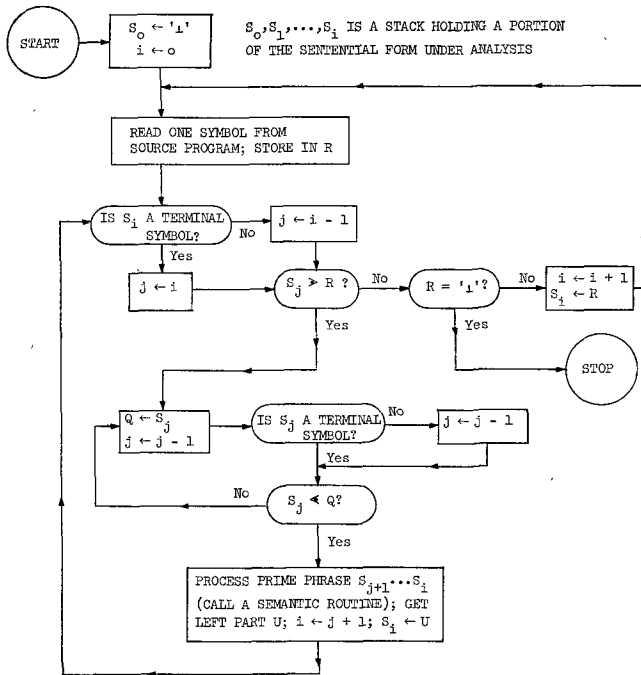 START
S₀ ← '⊥'
i ← o
S₀,S₁,...,Sᵢ IS A STACK HOLDING A PORTION
OF THE SENTENTIAL FORM UNDER ANALYSIS
READ ONE SYMBOL FROM
SOURCE PROGRAM; STORE IN R
IS Sᵢ A TERMINAL
SYMBOL?
No
j ← i - 1
Yes
j ← i
Sⱼ ⋗ R ?
No
R = '⊥'?
No
i ← i + 1
Sᵢ ← R
Yes
Yes
STOP
Q ← Sⱼ
j ← j - 1
IS Sⱼ A TERMINAL
SYMBOL?
No
j ← j - 1
Yes
No
Sⱼ ⋖ Q?
Yes
PROCESS PRIME PHRASE Sⱼ₊₁...Sᵢ
(CALL A SEMANTIC ROUTINE); GET
LEFT PART U; i ← j + 1; Sᵢ ← U